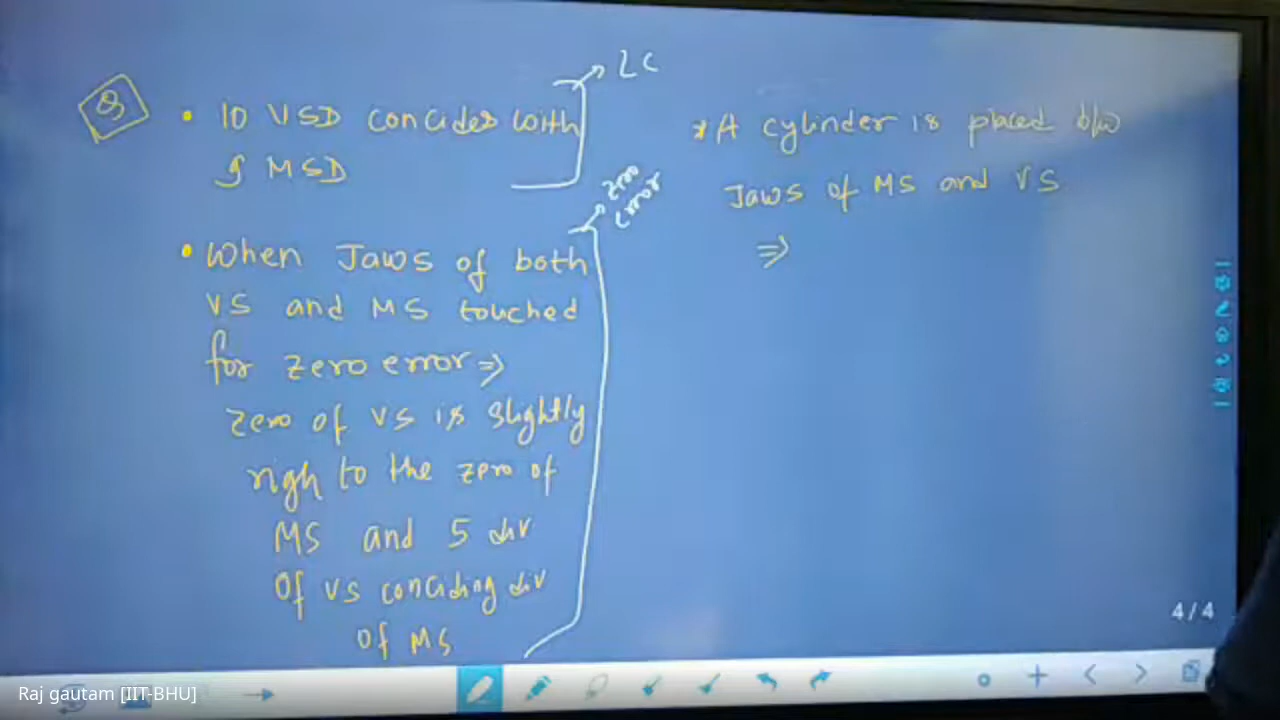 Q
• 10 VSD concides with
9 MSD
LC
• When Jaws of both
VS and MS touched
for zero error ⇒
zero of VS is slightly
righ to the zero of
MS and 5 div
of VS conciding div
of MS
zero
error
* A cylinder is placed b/w
Jaws of MS and VS
⇒
4/4
Raj gautam [IIT-BHU]